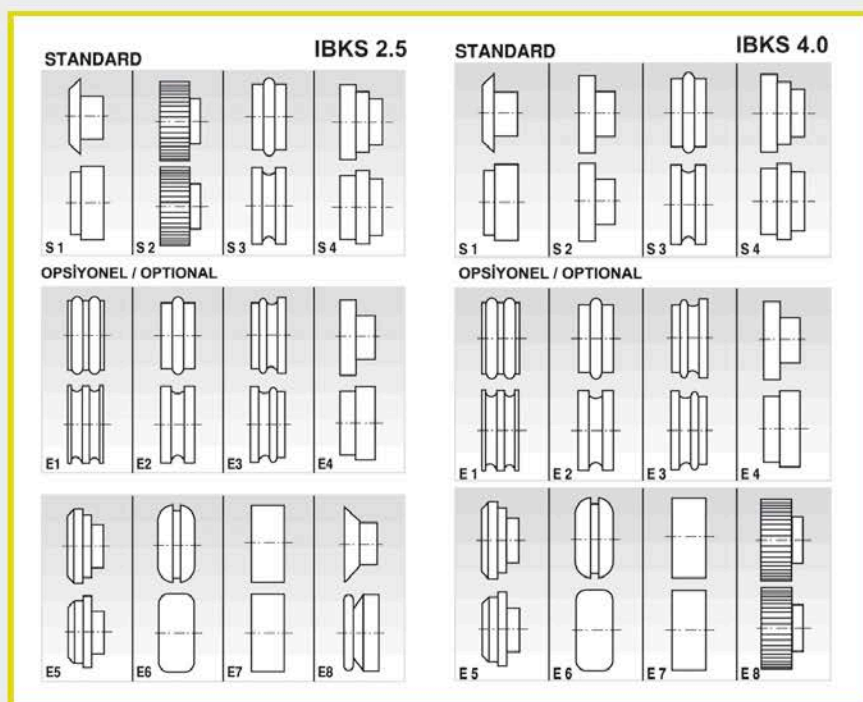 STANDARD IBKS 2.5
S 1 S 2 S 3 S 4
OPSİYONEL / OPTIONAL
E1 E2 E3 E4
E5 E6 E7 E8
STANDARD IBKS 4.0
S 1 S 2 S 3 S 4
OPSİYONEL / OPTIONAL
E 1 E 2 E 3 E 4
E 5 E 6 E 7 E 8